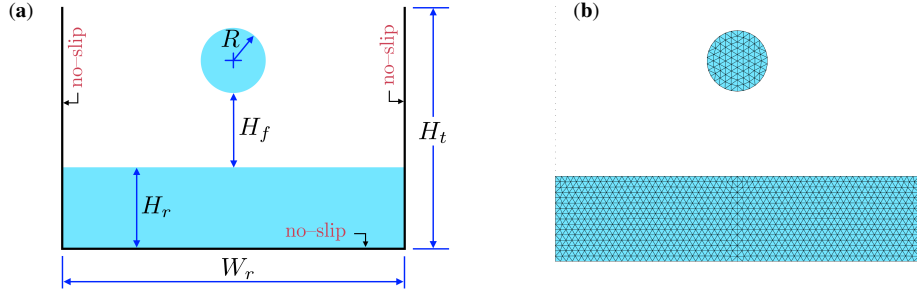 (a)
(b)
R
no–slip
no–slip
H_f
H_t
H_r
no–slip
W_r